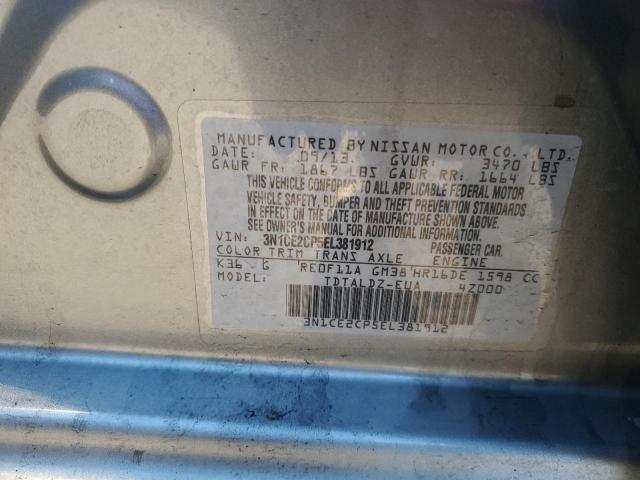 MANUFACTURED BY NISSAN MOTOR CO., LTD.
DATE: 09/13. GVWR: 3470 LBS
GAWR FR: 1867 LBS GAWR RR: 1664 LBS
THIS VEHICLE CONFORMS TO ALL APPLICABLE FEDERAL MOTOR
VEHICLE SAFETY, BUMPER AND THEFT PREVENTION STANDARDS
IN EFFECT ON THE DATE OF MANUFACTURE SHOWN ABOVE.
SEE OWNER'S MANUAL FOR ADDITIONAL INSTRUCTIONS.
VIN: 3N1CE2CP5EL381912 PASSENGER CAR.
COLOR TRIM TRANS AXLE ENGINE
K36 G RE0F11A GM38 HR16DE 1598 CC
MODEL: TDTALDZ-EUA 4Z000
3N1CE2CP5EL381912